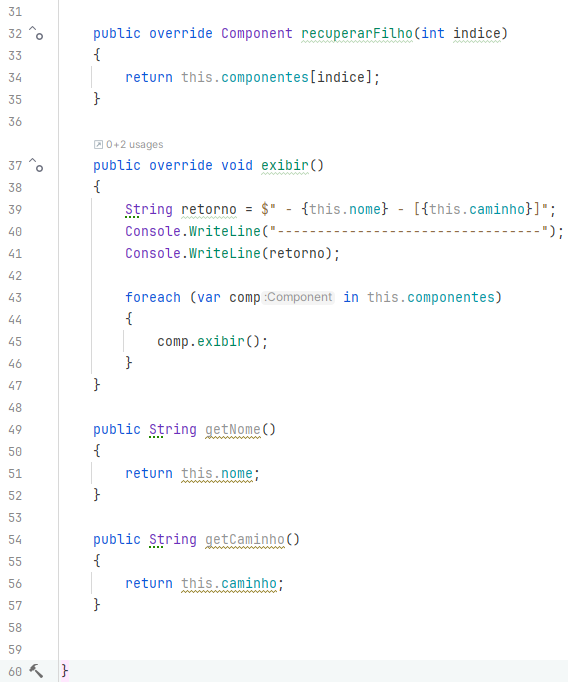 31
32 public override Component recuperarFilho(int indice)
33 {
34 return this.componentes[indice];
35 }
36
0+2 usages
37 public override void exibir()
38 {
39 String retorno = $" - {this.nome} - [{this.caminho}]";
40 Console.WriteLine("---------------------------------");
41 Console.WriteLine(retorno);
42
43 foreach (var comp :Component in this.componentes)
44 {
45 comp.exibir();
46 }
47 }
48
49 public String getNome()
50 {
51 return this.nome;
52 }
53
54 public String getCaminho()
55 {
56 return this.caminho;
57 }
58
59
60 }